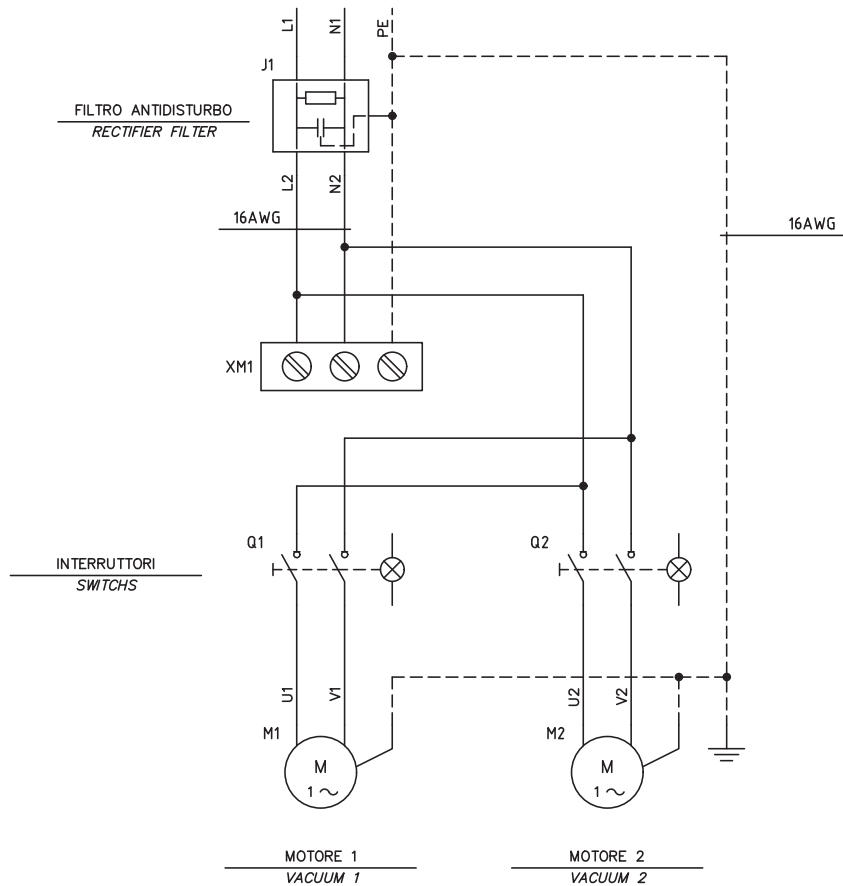 L1
N1
PE
J1
FILTRO ANTIDISTURBO
RECTIFIER FILTER
L2
N2
16AWG
16AWG
XM1
Q1
Q2
INTERRUTTORI
SWITCHS
U1
V1
U2
V2
M1
M2
M
1
M
1
MOTORE 1
VACUUM 1
MOTORE 2
VACUUM 2